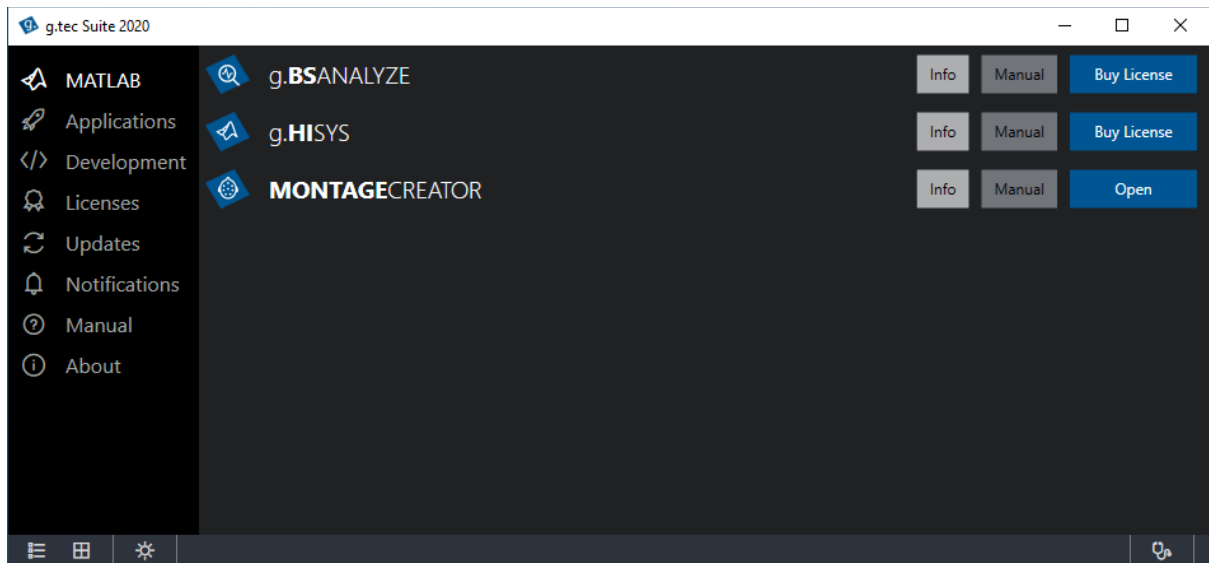 g.tec Suite 2020
MATLAB
Applications
Development
Licenses
Updates
Notifications
Manual
About
g.BSANALYZE Info Manual Buy License
g.HISYS Info Manual Buy License
MONTAGECREATOR Info Manual Open